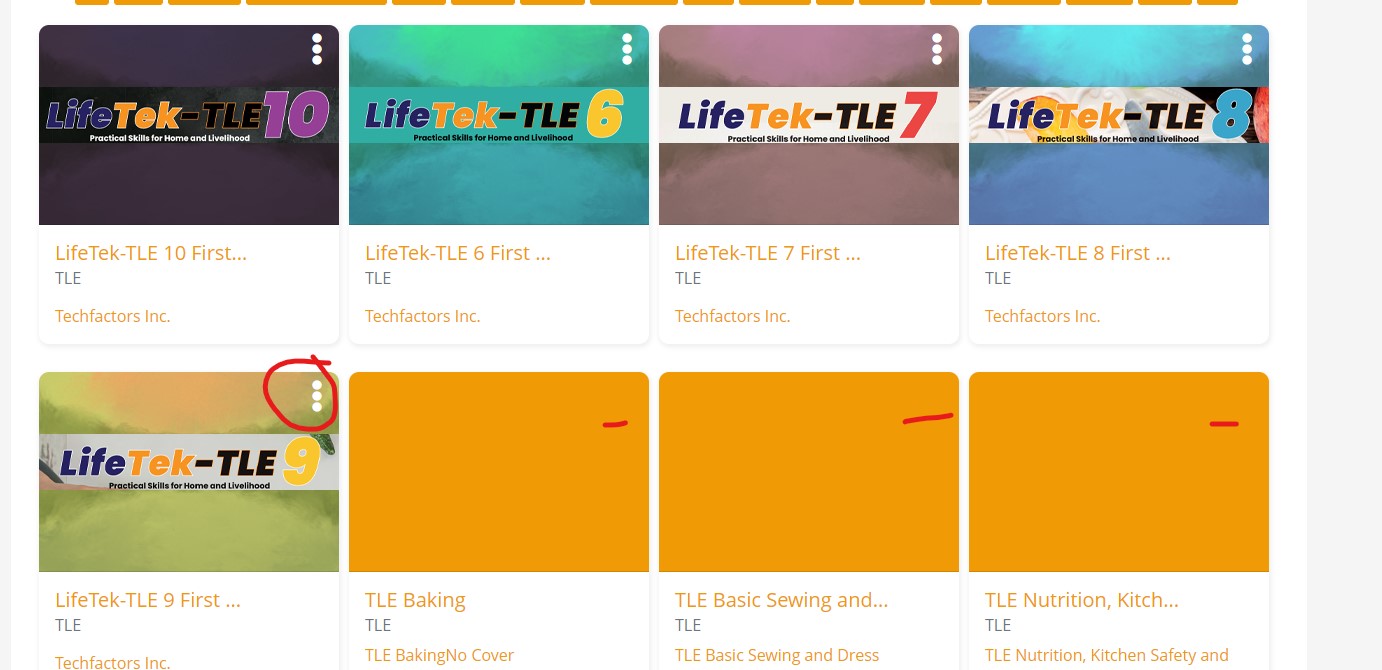 LifeTek-TLE 10
Practical Skills for Home and Livelihood
LifeTek-TLE 6
Practical Skills for Home and Livelihood
LifeTek-TLE 7
Practical Skills for Home and Livelihood
LifeTek-TLE 8
Practical Skills for Home and Livelihood
LifeTek-TLE 10 First...
TLE
Techfactors Inc.
LifeTek-TLE 6 First ...
TLE
Techfactors Inc.
LifeTek-TLE 7 First ...
TLE
Techfactors Inc.
LifeTek-TLE 8 First ...
TLE
Techfactors Inc.
LifeTek-TLE 9
Practical Skills for Home and Livelihood
LifeTek-TLE 9 First ...
TLE
Techfactors Inc.
TLE Baking
TLE
TLE BakingNo Cover
TLE Basic Sewing and...
TLE
TLE Basic Sewing and Dress
TLE Nutrition, Kitch...
TLE
TLE Nutrition, Kitchen Safety and